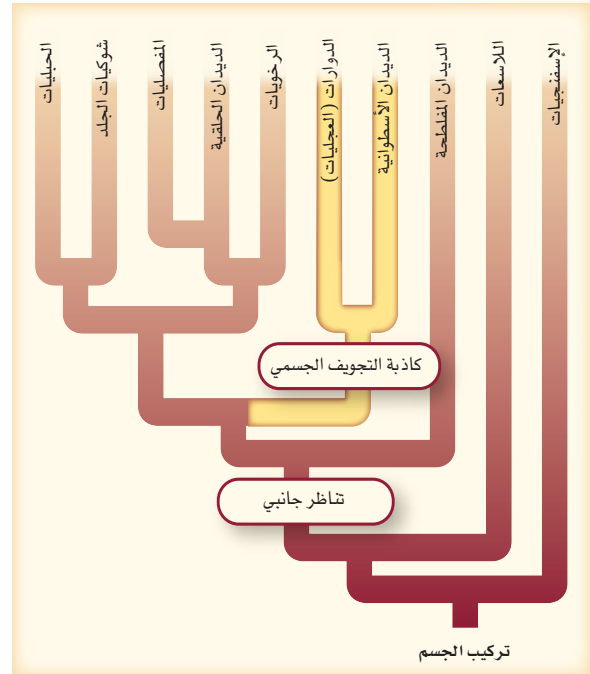 الإسفنجيات
اللاسعات
الديدان المفلطحة
الديدان الأسطوانية
الدوارات (العجليات)
الرخويات
الديدان الحلقية
المفصليات
شوكيات الجلد
الحبليات
كاذبة التجويف الجسمي
تناظر جانبي
تركيب الجسم